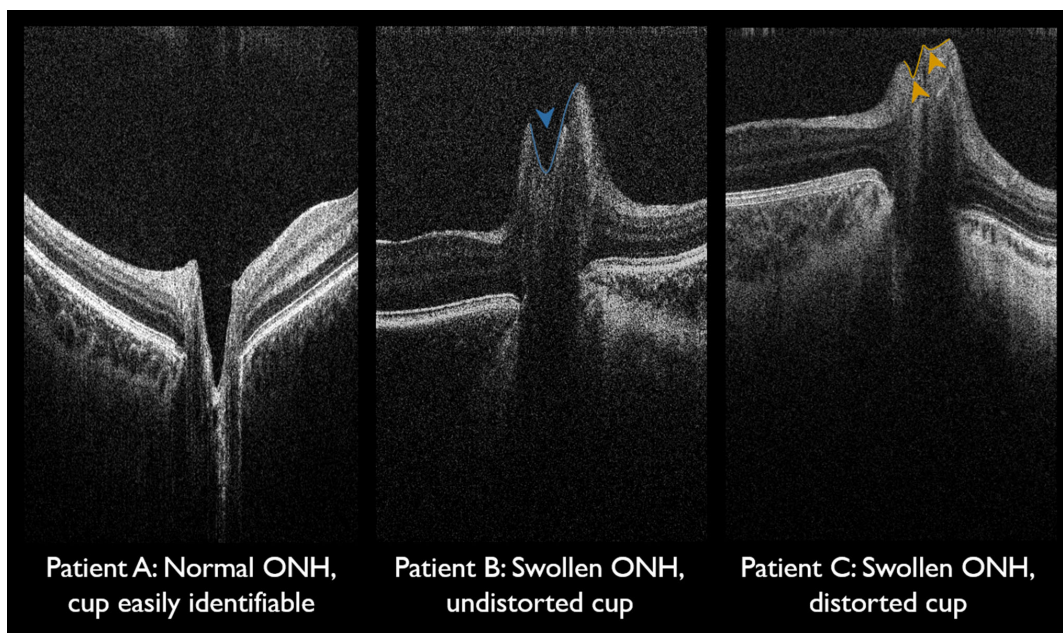 Patient A: Normal ONH,
cup easily identifiable
Patient B: Swollen ONH,
undistorted cup
Patient C: Swollen ONH,
distorted cup